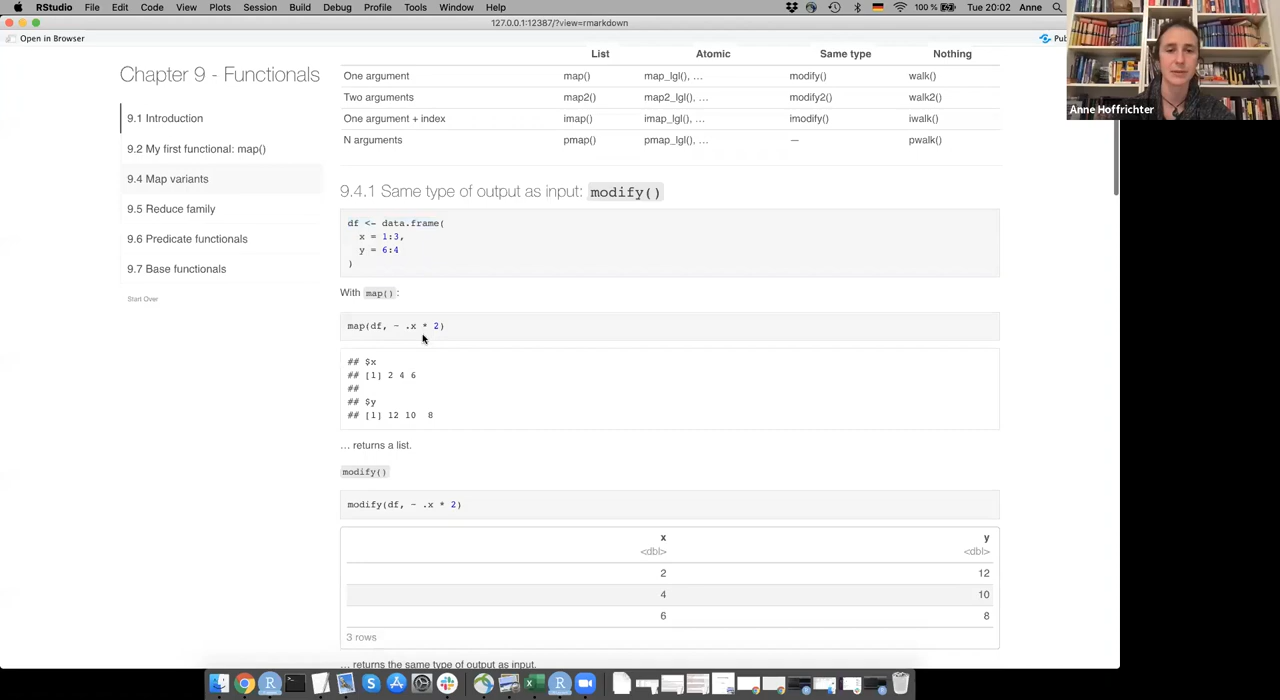 RStudio File Edit Code View Plots Session Build Debug Profile Tools Window Help 100 % Tue 20:02 Anne
127.0.0.1:12387/?view=rmarkdown
Open in Browser
Pu
Anne Hoffrichter
Chapter 9 - Functionals
9.1 Introduction
9.2 My first functional: map()
9.4 Map variants
9.5 Reduce family
9.6 Predicate functionals
9.7 Base functionals
Start Over
List Atomic Same type Nothing
One argument map() map_lgl(), … modify() walk()
Two arguments map2() map2_lgl(), … modify2() walk2()
One argument + index imap() imap_lgl(), … imodify() iwalk()
N arguments pmap() pmap_lgl(), … — pwalk()
9.4.1 Same type of output as input: modify()
df <- data.frame(
x = 1:3,
y = 6:4
)
With map():
map(df, ~ .x * 2)
## $x
## [1] 2 4 6
##
## $y
## [1] 12 10  8
… returns a list.
modify()
modify(df, ~ .x * 2)
x y
<dbl> <dbl>
2 12
4 10
6 8
3 rows
… returns the same type of output as input.